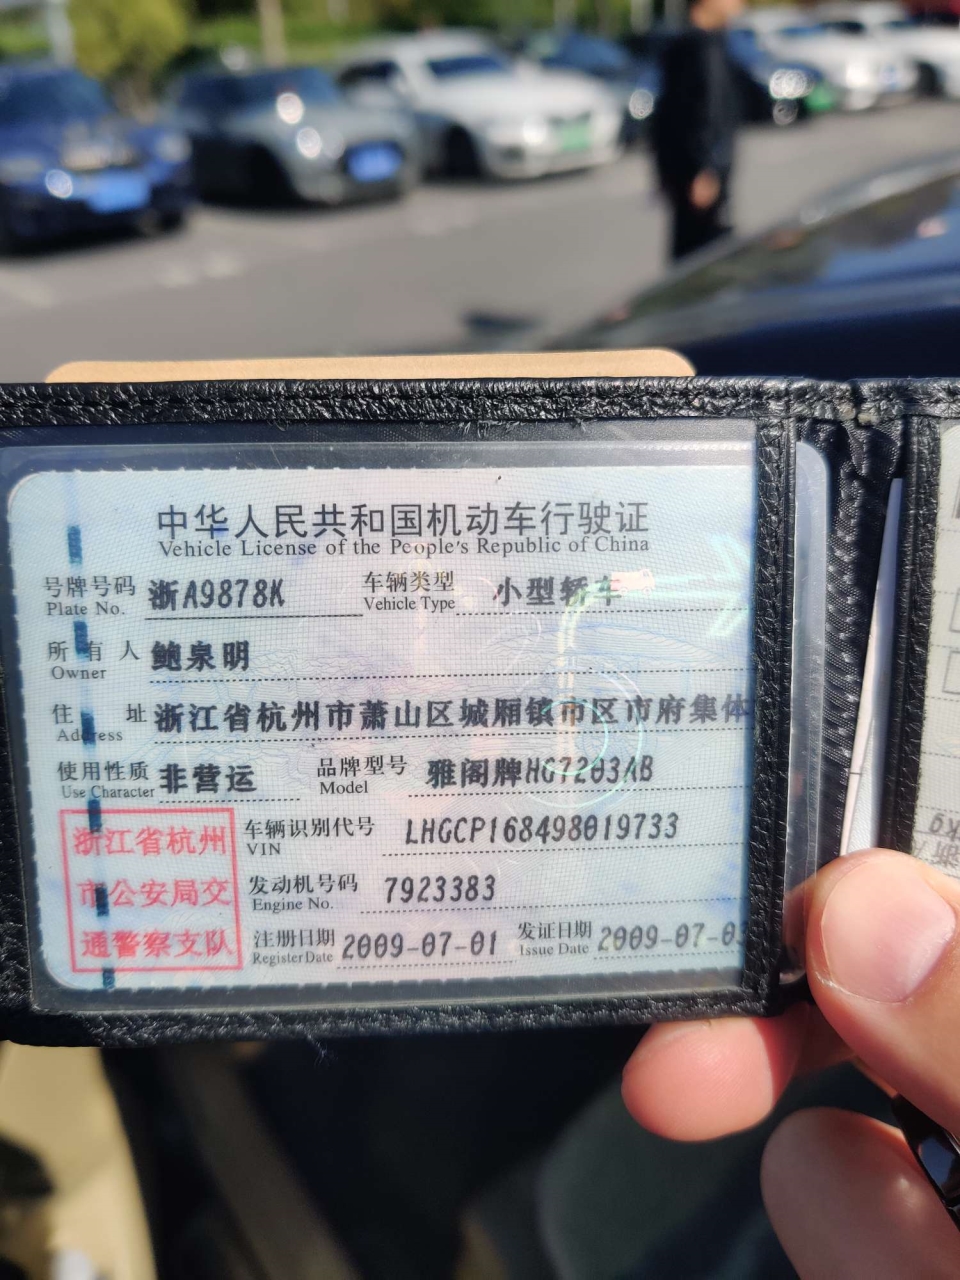 中华人民共和国机动车行驶证
Vehicle License of the People's Republic of China
号牌号码 浙A9878K 车辆类型 小型轿车
Plate No. Vehicle Type
所有人 鲍泉明
Owner
住址 浙江省杭州市萧山区城厢镇市区市府集体
Address
使用性质 非营运 品牌型号 雅阁牌HG7203AB
Use Character Model
浙江省杭州
市公安局交
通警察支队
车辆识别代号 LHGCP168498019733
VIN
发动机号码 7923383
Engine No.
注册日期 2009-07-01 发证日期 2009-07-03
Register Date Issue Date